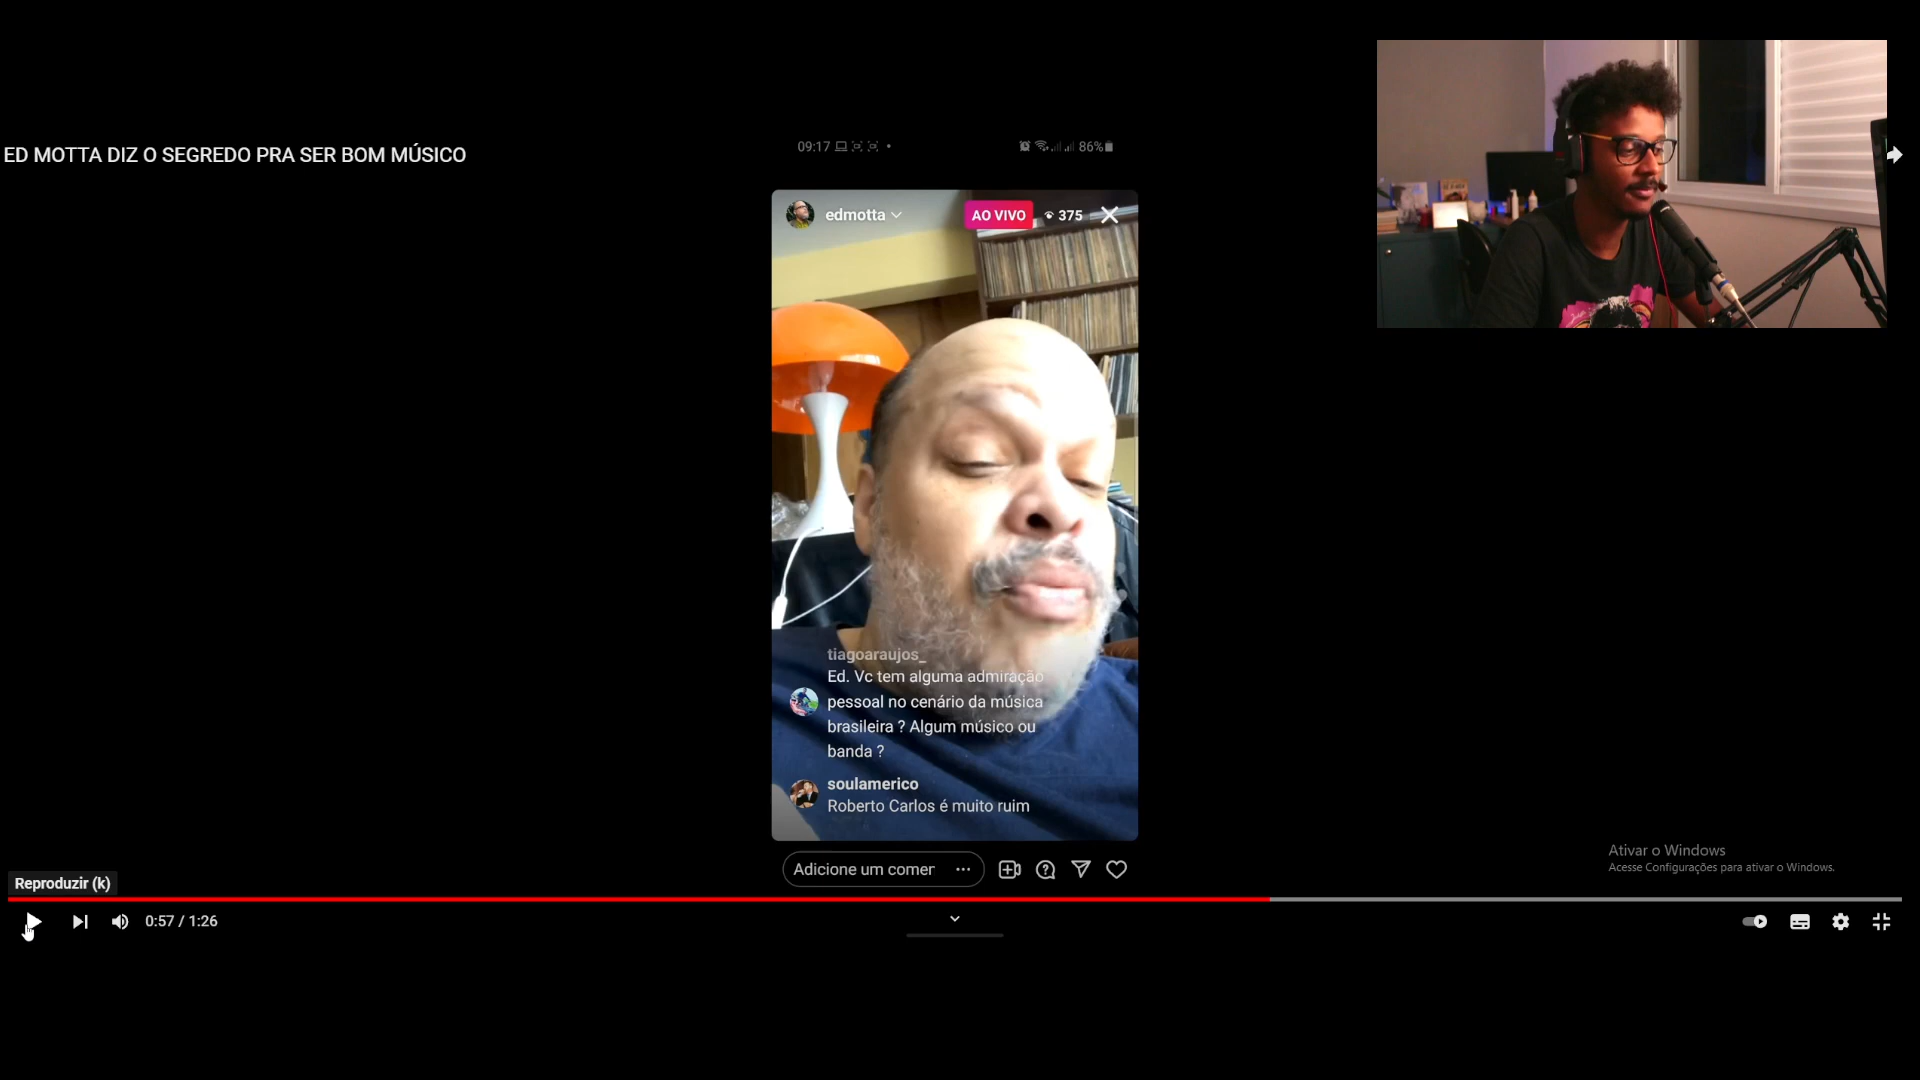 ED MOTTA DIZ O SEGREDO PRA SER BOM MÚSICO
09:17
86%
edmotta
AO VIVO
375
tiagoaraujos_
Ed. Vc tem alguma admiração
pessoal no cenário da música
brasileira ? Algum músico ou
banda ?
soulamerico
Roberto Carlos é muito ruim
Adicione um comer
Ativar o Windows
Acesse Configurações para ativar o Windows.
Reproduzir (k)
0:57 / 1:26